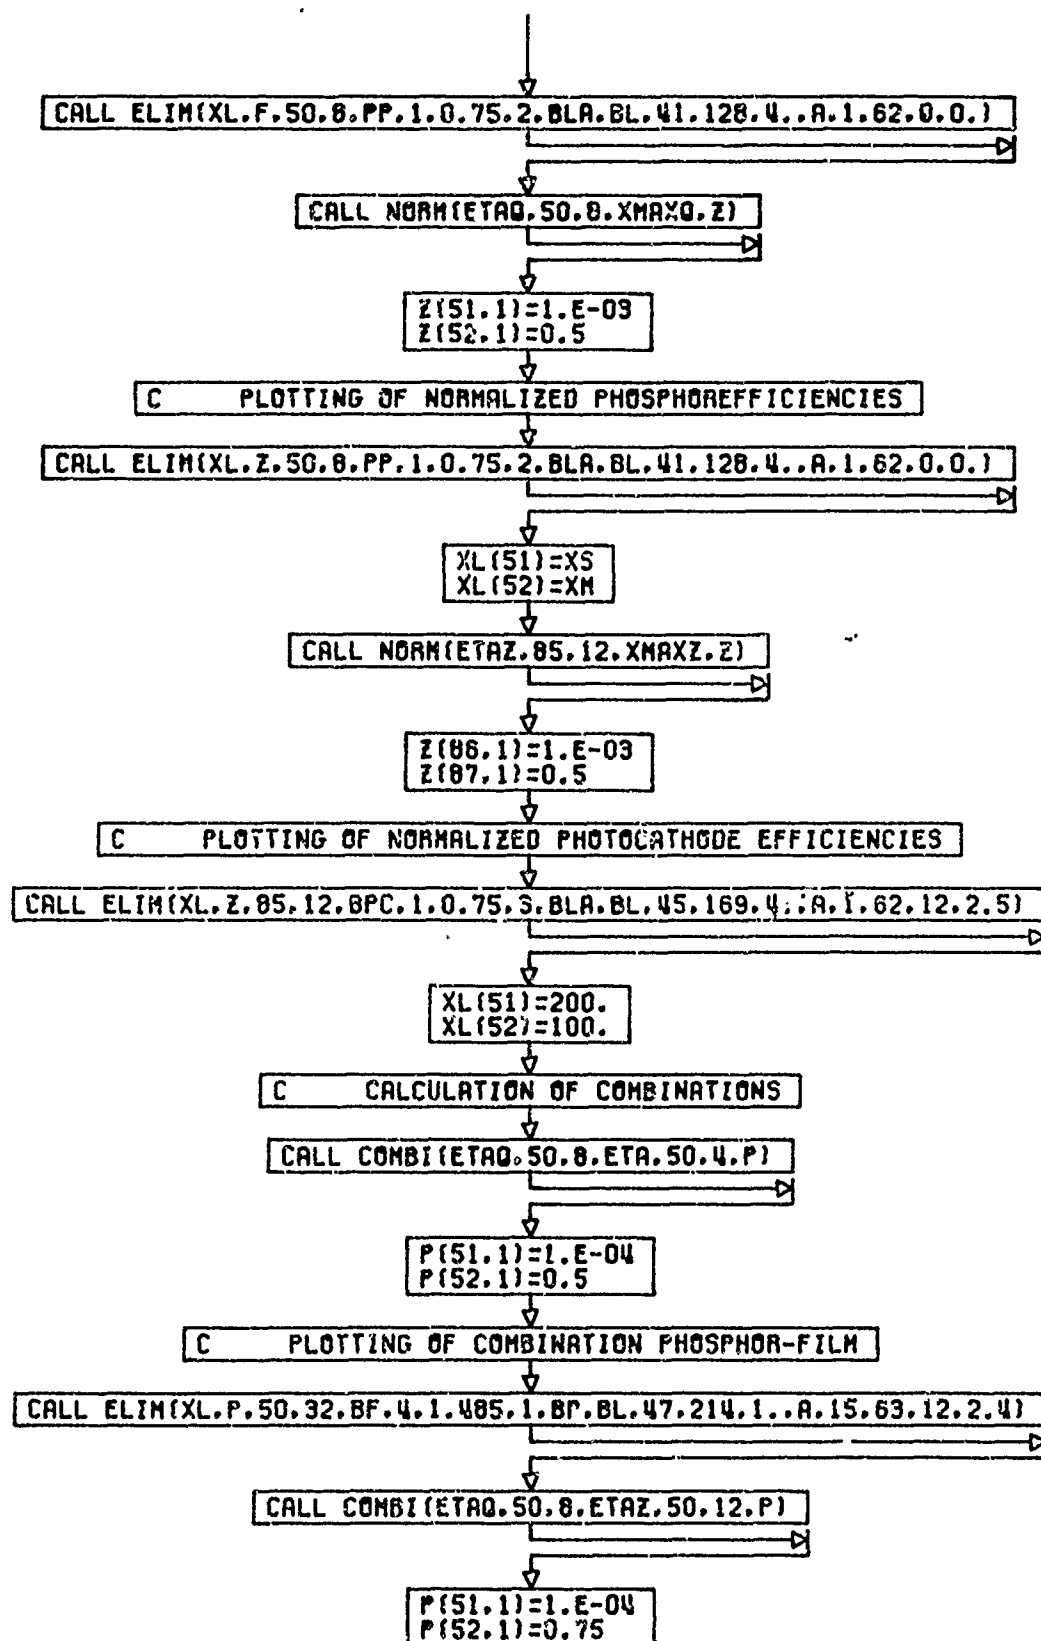 CALL ELIM(XL,F,50,8,PP,1,0.75,2,BLA,BL,41,128,4.,A,1,62,0,0.)
CALL NORM(ETAQ,50,8,XMAXQ,Z)
Z(51,1)=1.E-03
Z(52,1)=0.5
C PLOTTING OF NORMALIZED PHOSPHOREFFICIENCIES
CALL ELIM(XL,Z,50,8,PP,1,0.75,2,BLA,BL,41,128,4.,A,1,62,0,0.)
XL(51)=XS
XL(52)=XM
CALL NORM(ETAZ,85,12,XMAXZ,Z)
Z(86,1)=1.E-03
Z(87,1)=0.5
C PLOTTING OF NORMALIZED PHOTOCATHODE EFFICIENCIES
CALL ELIM(XL,Z,85,12,BPC,1,0.75,3,BLA,BL,45,169,4.,A,1,62,12,2.5)
XL(51)=200.
XL(52)=100.
C CALCULATION OF COMBINATIONS
CALL COMBI(ETAQ,50,8,ETA,50,4,P)
P(51,1)=1.E-04
P(52,1)=0.5
C PLOTTING OF COMBINATION PHOSPHOR-FILM
CALL ELIM(XL,P,50,32,BF,4,1.485,1,BP,BL,47,214,1.,A,15,63,12,2.4)
CALL COMBI(ETAQ,50,8,ETAZ,50,12,P)
P(51,1)=1.E-04
P(52,1)=0.75